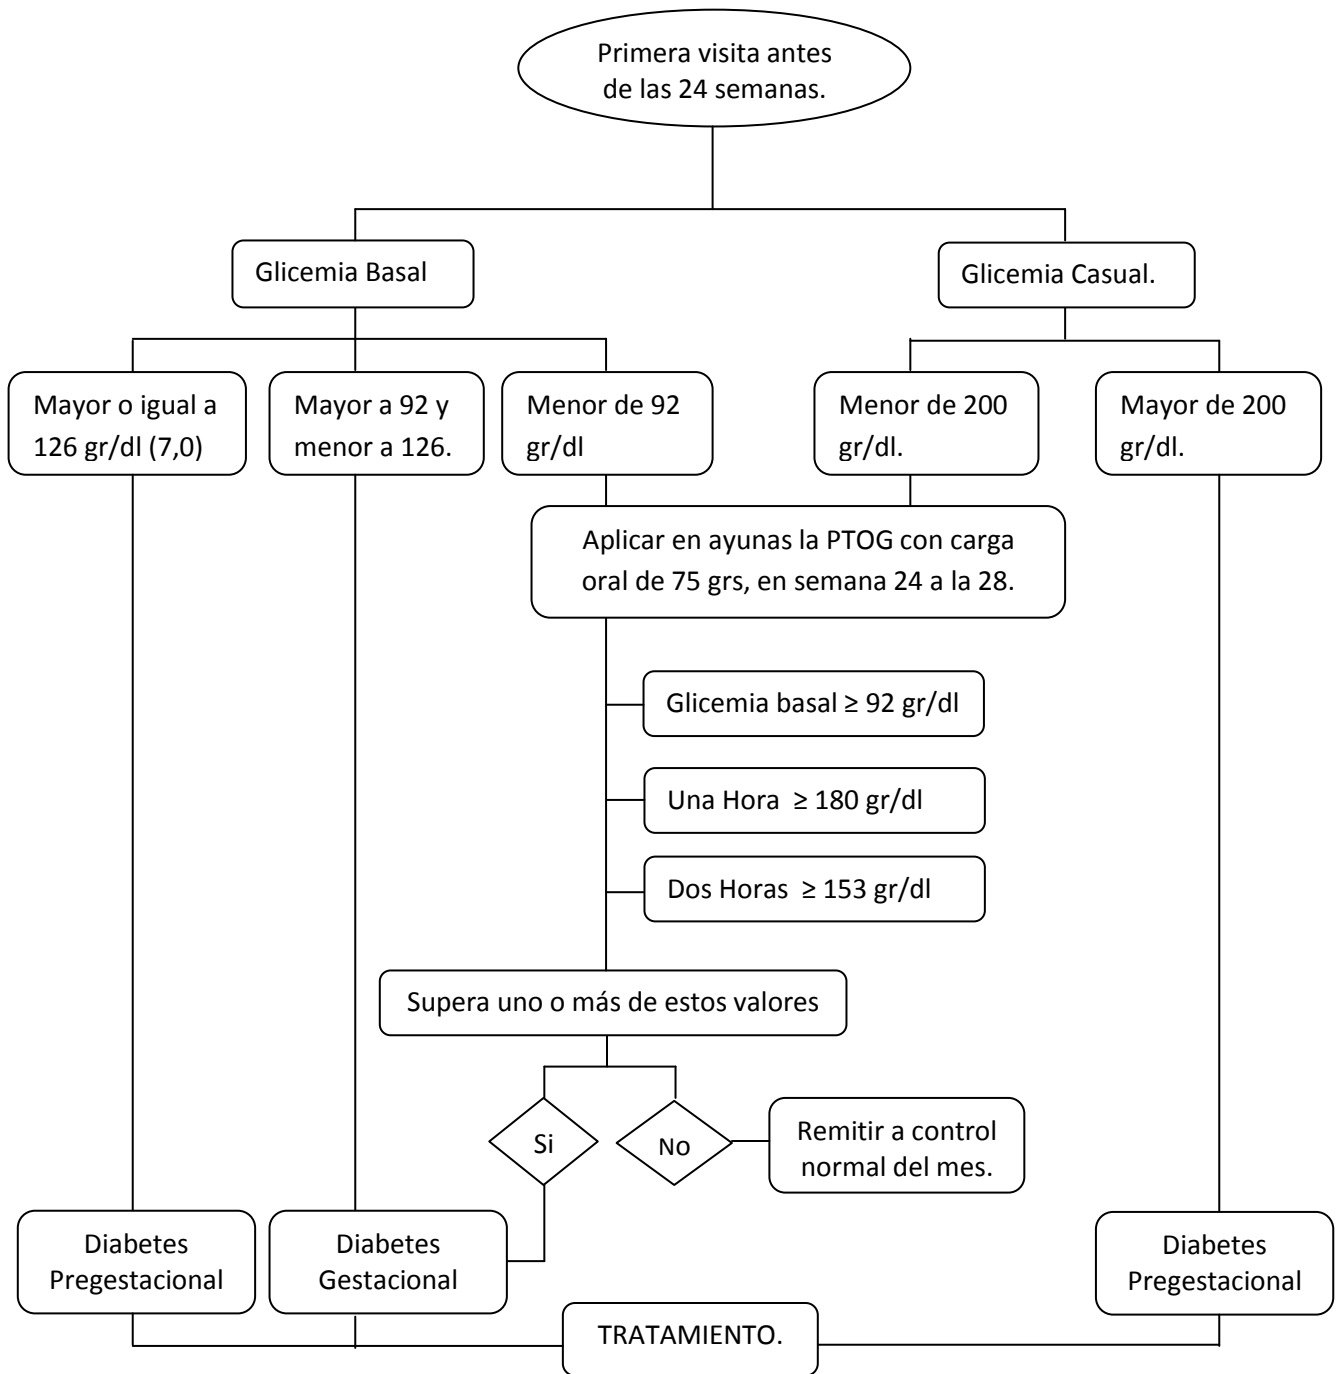 Primera visita antes
de las 24 semanas.
Glicemia Basal
Glicemia Casual.
Mayor o igual a
126 gr/dl (7,0)
Mayor a 92 y
menor a 126.
Menor de 92
gr/dl
Menor de 200
gr/dl.
Mayor de 200
gr/dl.
Aplicar en ayunas la PTOG con carga
oral de 75 grs, en semana 24 a la 28.
Glicemia basal ≥ 92 gr/dl
Una Hora ≥ 180 gr/dl
Dos Horas ≥ 153 gr/dl
Supera uno o más de estos valores
Si
No
Remitir a control
normal del mes.
Diabetes
Pregestacional
Diabetes
Gestacional
Diabetes
Pregestacional
TRATAMIENTO.